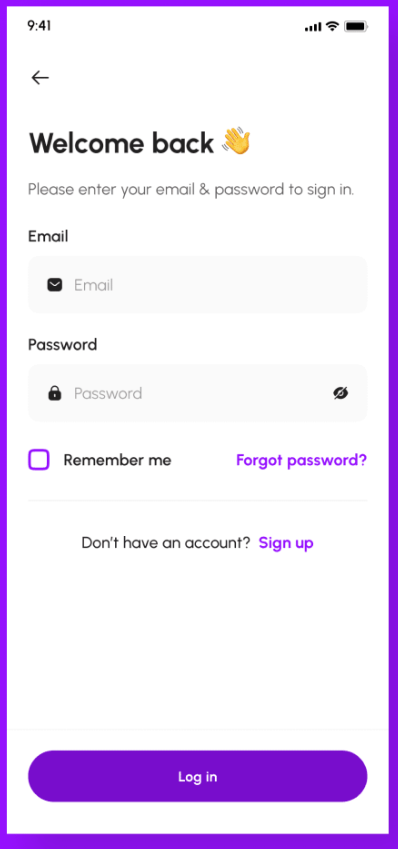 9:41
Welcome back 👋
Please enter your email & password to sign in.
Email
Email
Password
Password
Remember me Forgot password?
Don't have an account? Sign up
Log in